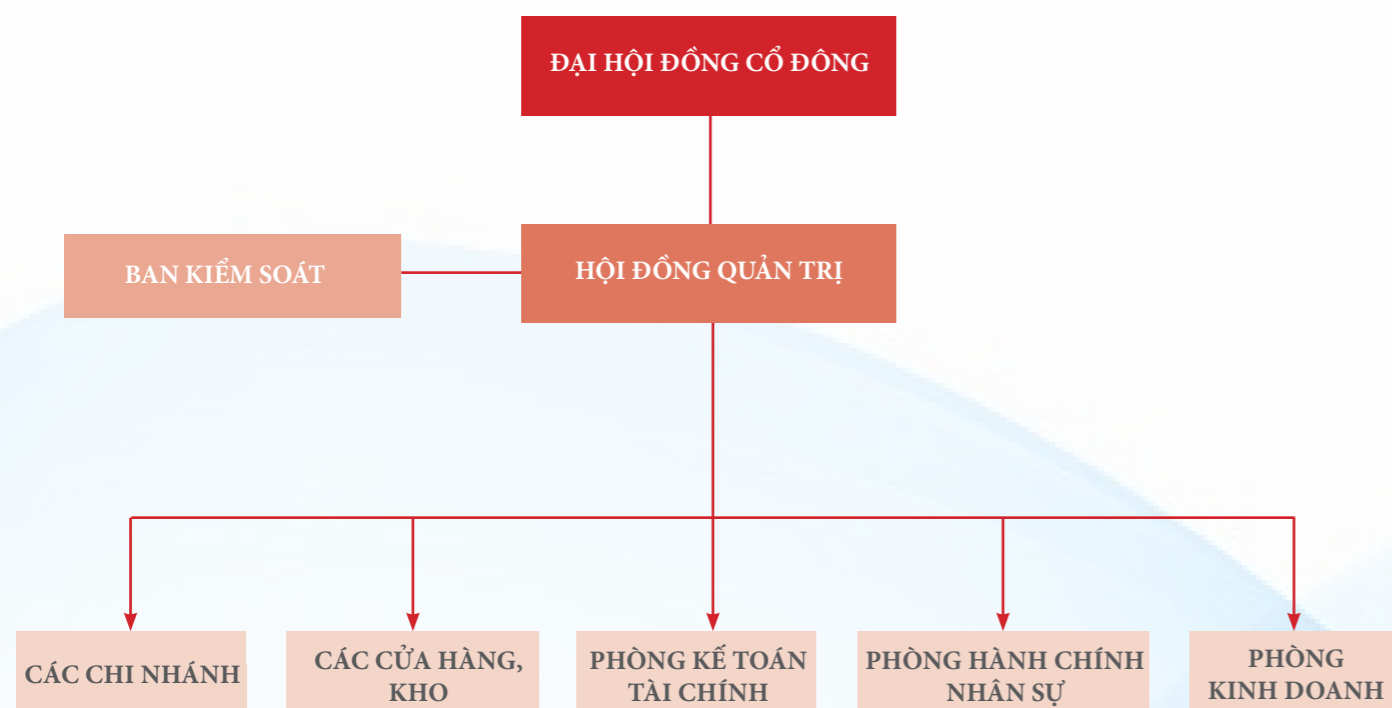 ĐẠI HỘI ĐỒNG CỔ ĐÔNG
BAN KIỂM SOÁT
HỘI ĐỒNG QUẢN TRỊ
CÁC CHI NHÁNH
CÁC CỬA HÀNG,
KHO
PHÒNG KẾ TOÁN
TÀI CHÍNH
PHÒNG HÀNH CHÍNH
NHÂN SỰ
PHÒNG
KINH DOANH